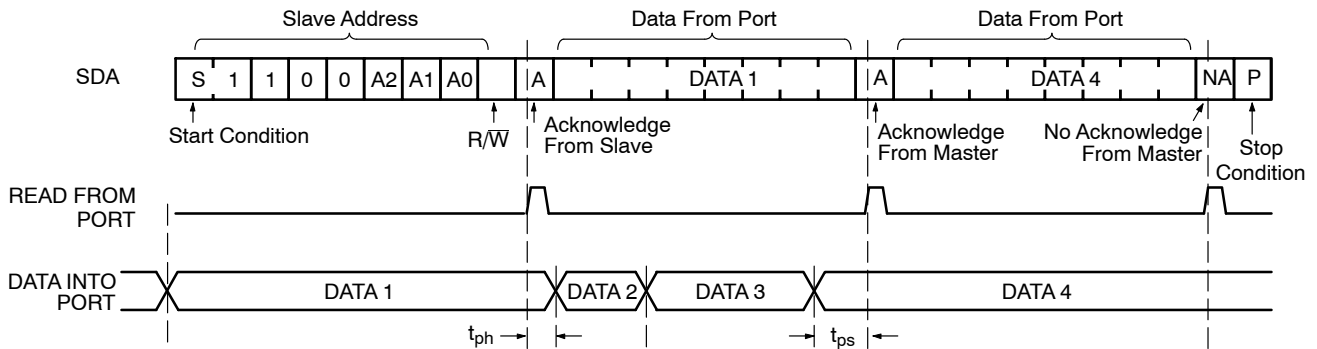 Slave Address Data From Port Data From Port
SDA S 1 1 0 0 A2 A1 A0 A DATA 1 A DATA 4 NA P
Start Condition R/W̅ Acknowledge
From Slave
Acknowledge
From Master
No Acknowledge
From Master
Stop
Condition
READ FROM
PORT
DATA INTO
PORT
DATA 1 DATA 2 DATA 3 DATA 4
tph tps